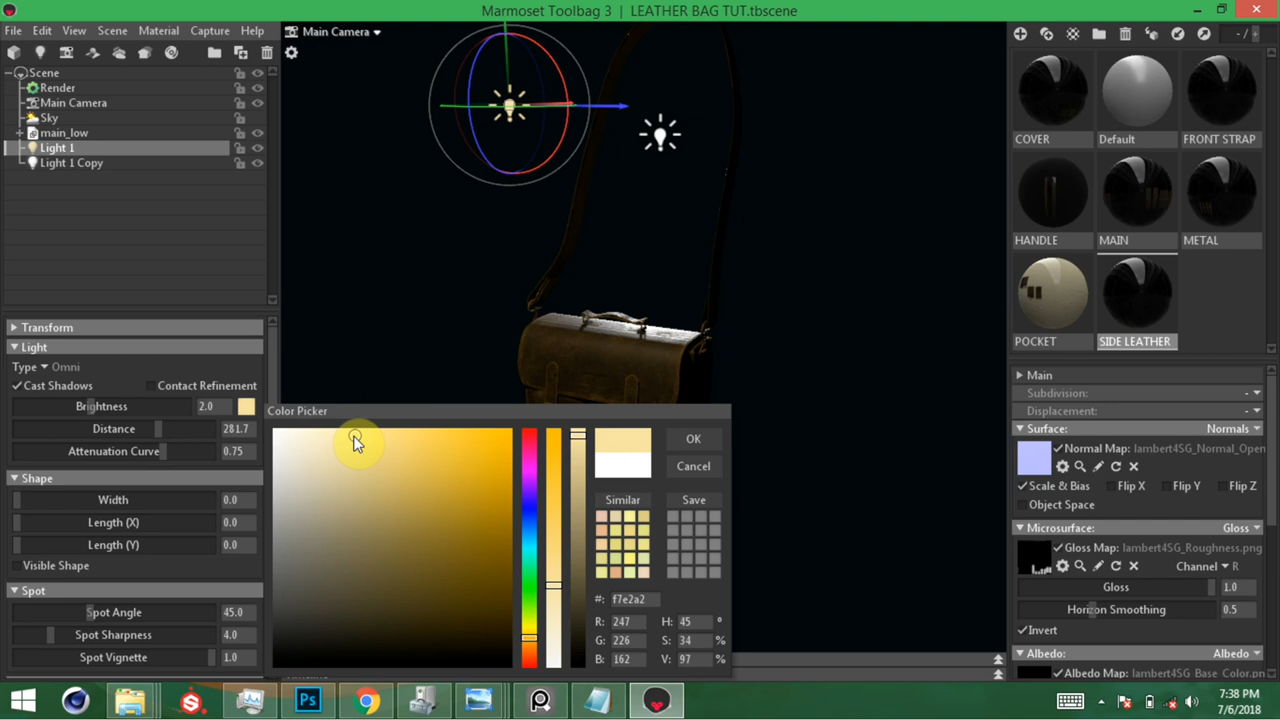 Marmoset Toolbag 3 | LEATHER BAG TUT.tbscene
File Edit View Scene Material Capture Help
Main Camera
- / +
Scene
Render
Main Camera
Sky
main_low
Light 1
Light 1 Copy
COVER
Default
FRONT STRAP
HANDLE
MAIN
METAL
POCKET
SIDE LEATHER
Transform
Light
Type Omni
Cast Shadows Contact Refinement
Brightness 2.0
Distance 281.7
Attenuation Curve 0.75
Shape
Width 0.0
Length (X) 0.0
Length (Y) 0.0
Visible Shape
Spot
Spot Angle 45.0
Spot Sharpness 4.0
Spot Vignette 1.0
Color Picker
OK
Cancel
Similar Save
#: f7e2a2
R: 247 H: 45 °
G: 226 S: 34 %
B: 162 V: 97 %
Main
Subdivision: -
Displacement: -
Surface: Normals
Normal Map: lambert4SG_Normal_Open
Scale & Bias Flip X Flip Y Flip Z
Object Space
Microsurface: Gloss
Gloss Map: lambert4SG_Roughness.png
Channel R
Gloss 1.0
Horizon Smoothing 0.5
Invert
Albedo: Albedo
Albedo Map: lambert4SG_Base_Color.pn
Ps
7:38 PM
7/6/2018